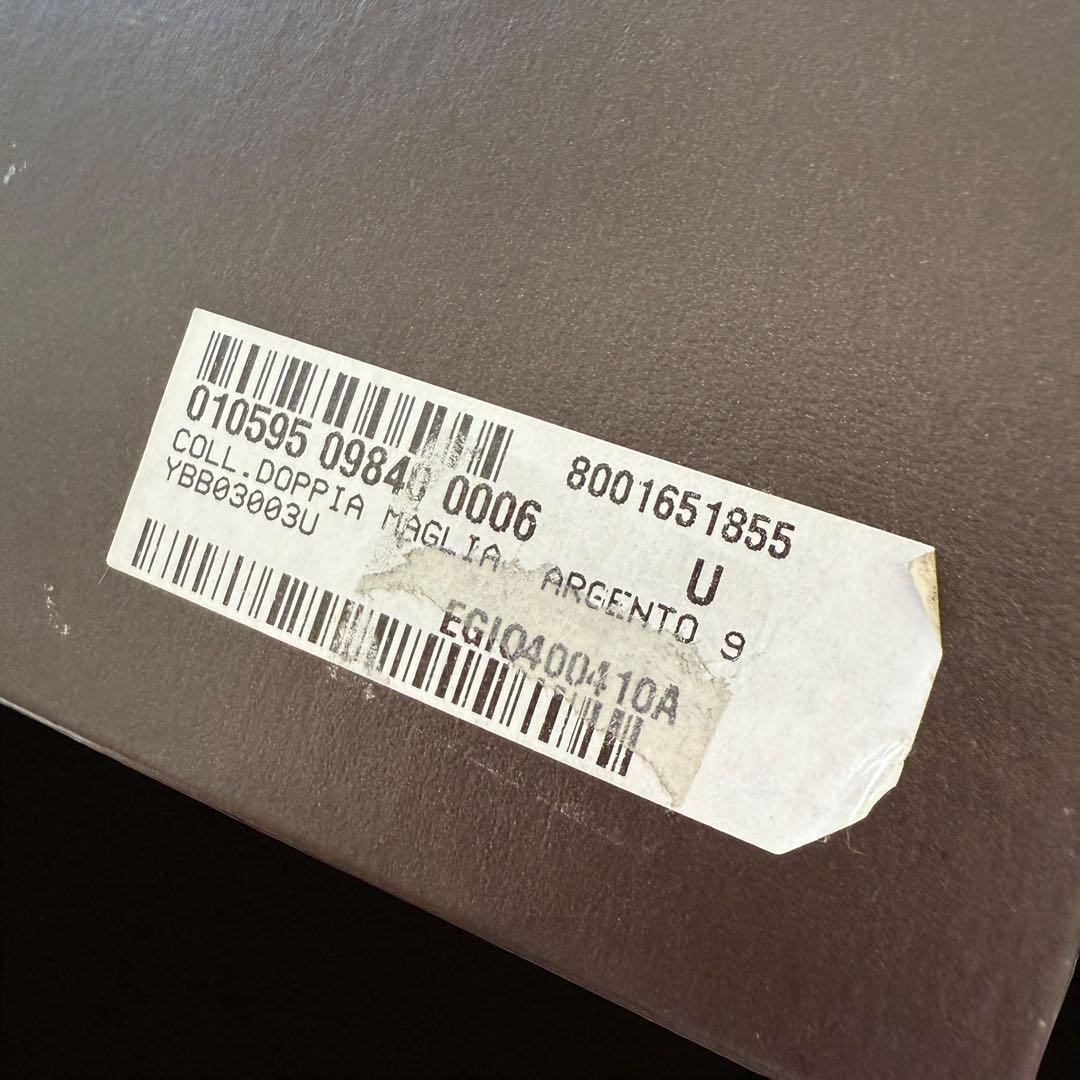 010595 09840 0006
8001651855
COLL.DOPPIA MAGLIA, ARGENTO 9
YBB03003U
U
EGI0400410A